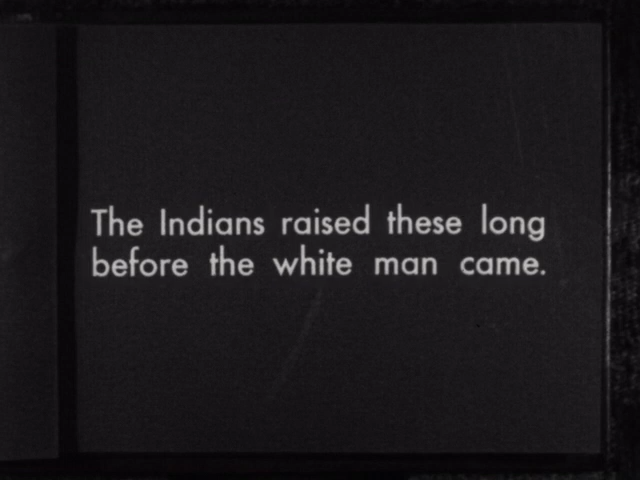 The Indians raised these long
before the white man came.